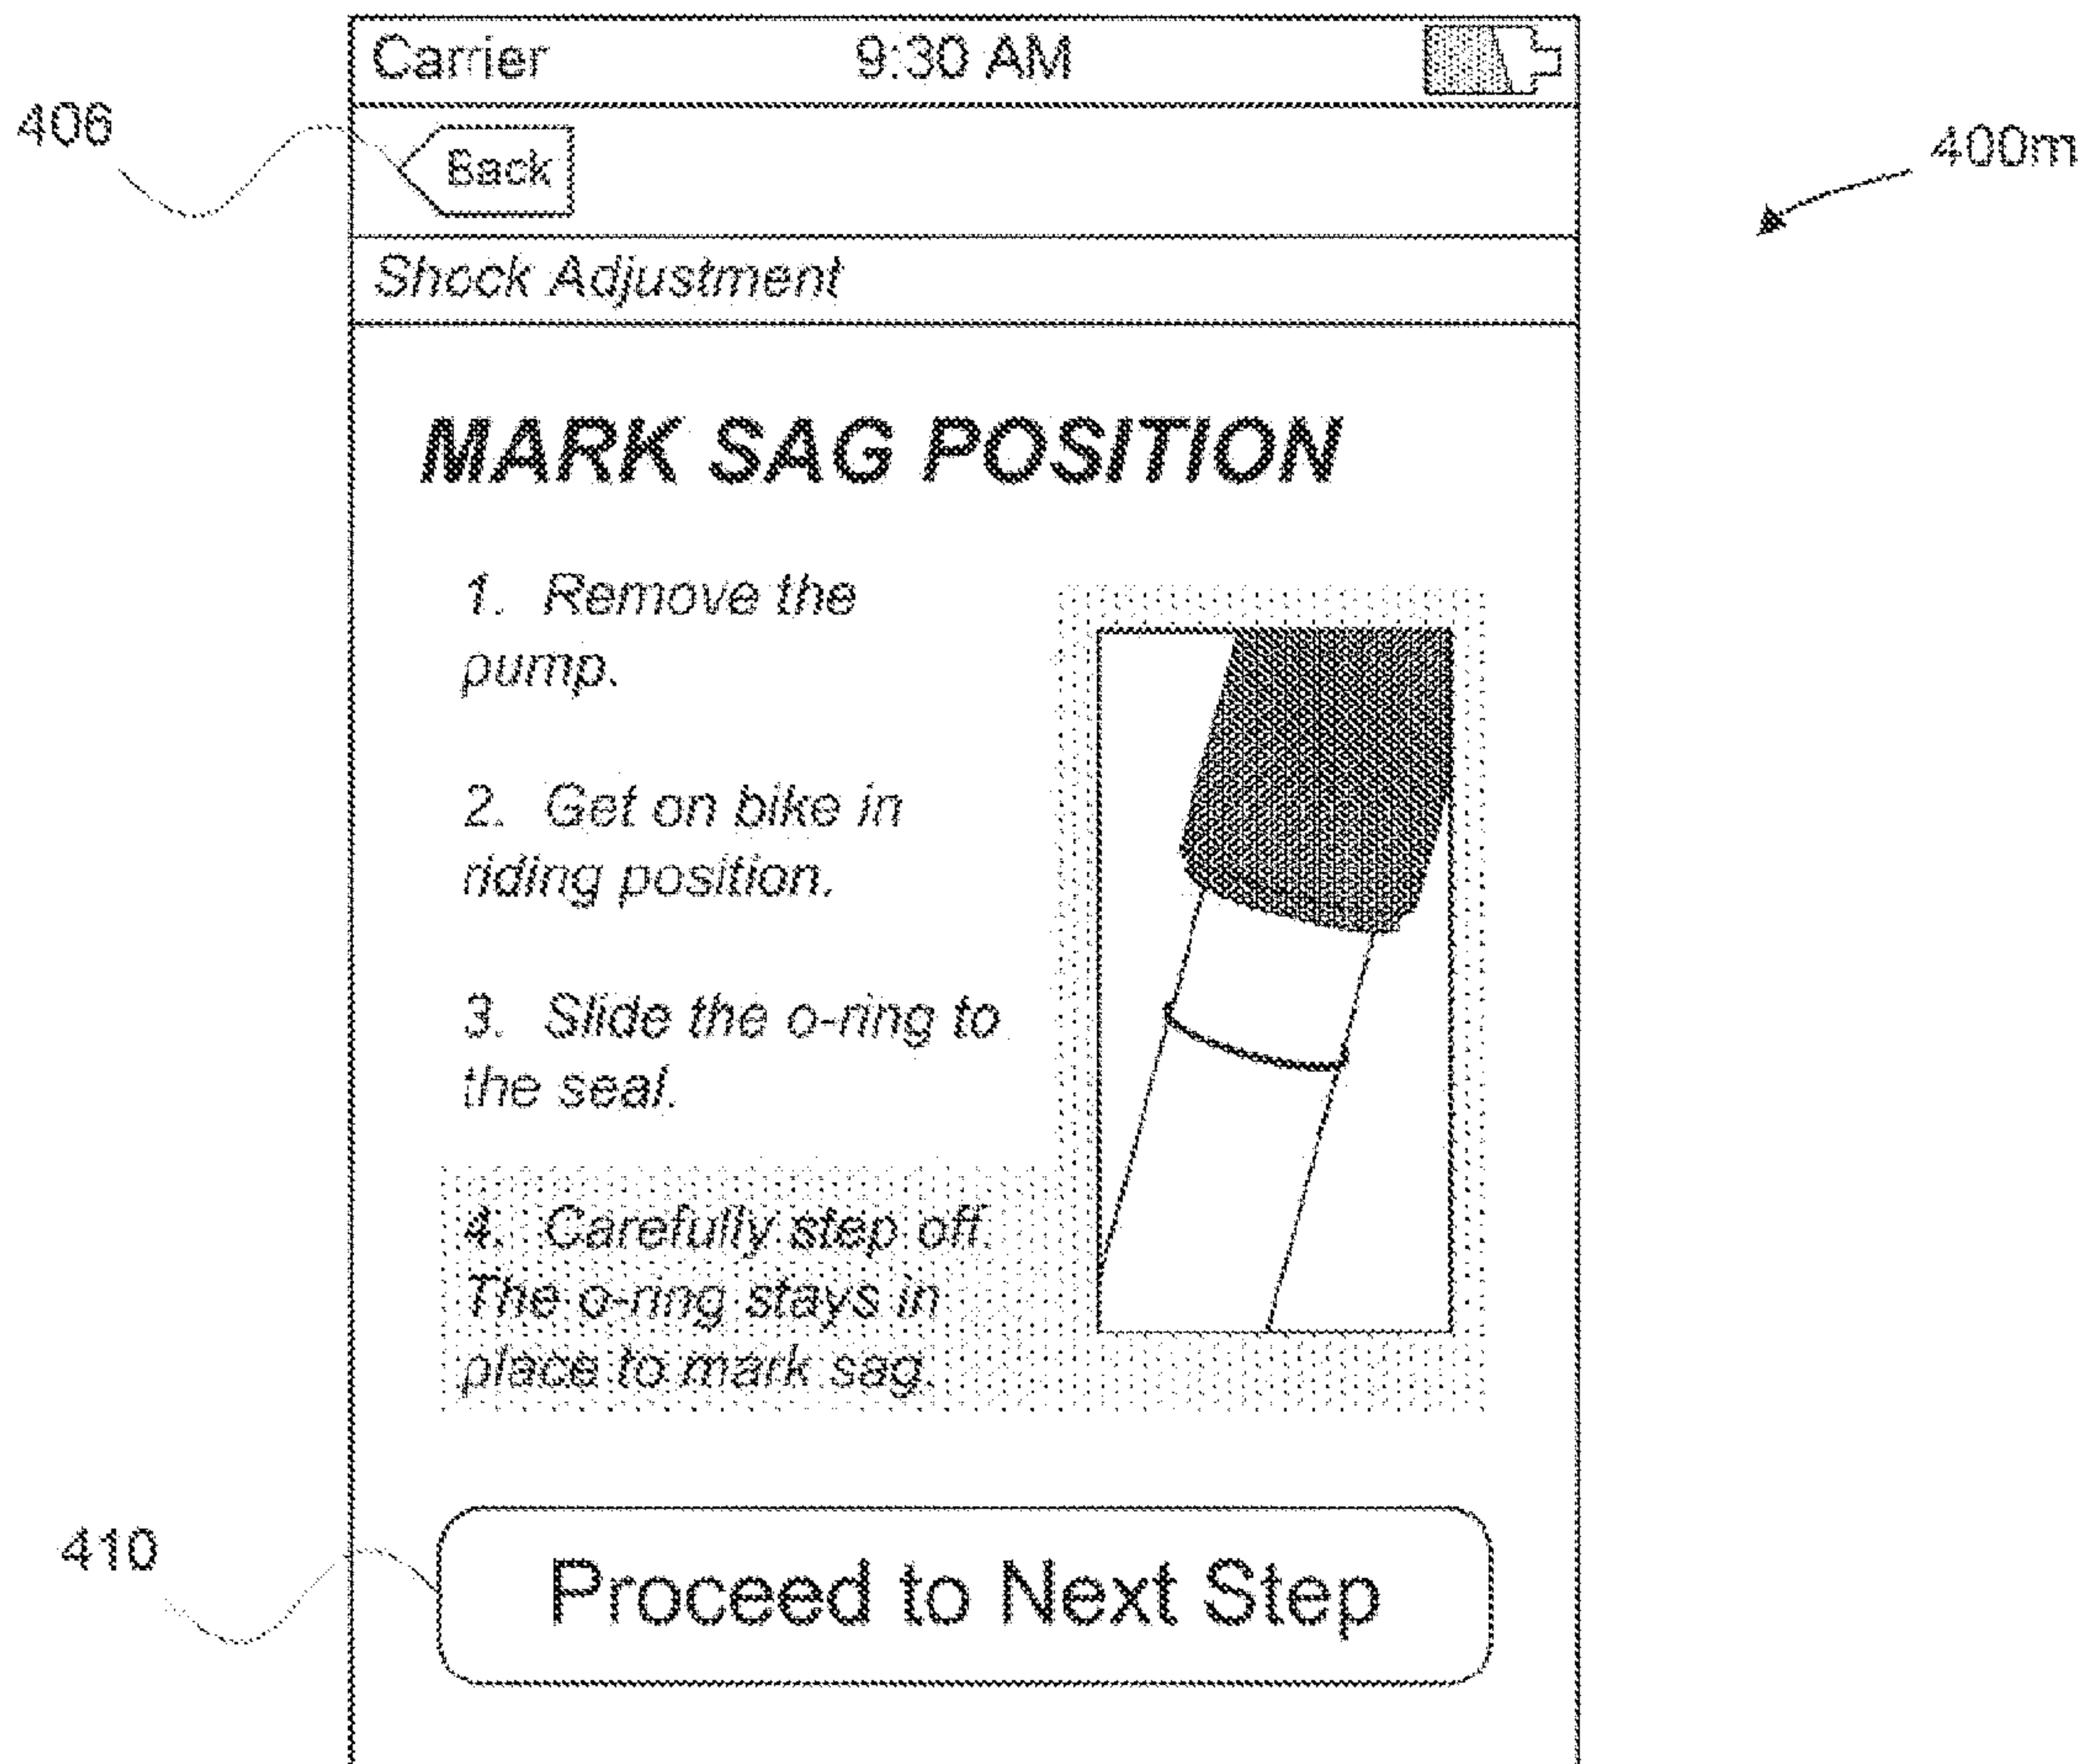 Carrier 9:30 AM
406
Back
400m
Shock Adjustment
MARK SAG POSITION
1. Remove the
pump.
2. Get on bike in
riding position.
3. Slide the o-ring to
the seal.
4. Carefully step off.
The o-ring stays in
place to mark sag.
410
Proceed to Next Step